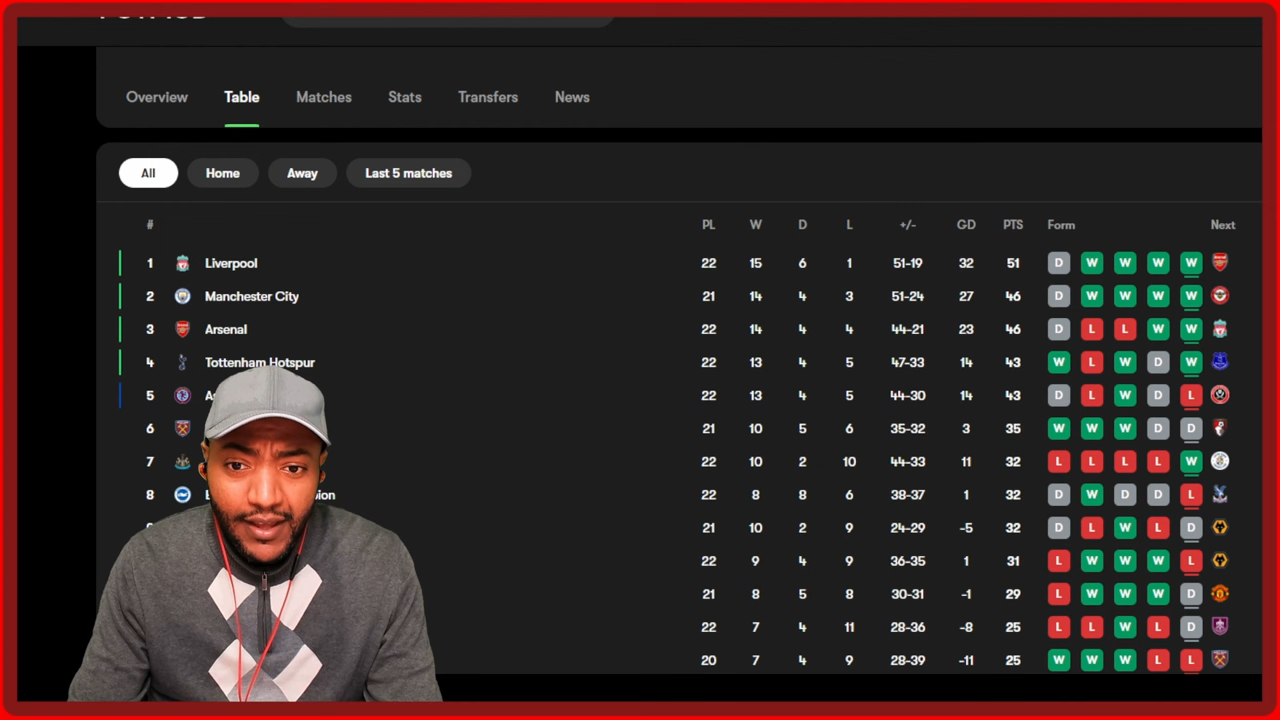 Overview Table Matches Stats Transfers News
All Home Away Last 5 matches
# PL W D L +/- GD PTS Form Next
1 Liverpool 22 15 6 1 51-19 32 51 D W W W W
2 Manchester City 21 14 4 3 51-24 27 46 D W W W W
3 Arsenal 22 14 4 4 44-21 23 46 D L L W W
4 Tottenham Hotspur 22 13 4 5 47-33 14 43 W L W D W
5 22 13 4 5 44-30 14 43 D L W D L
6 21 10 5 6 35-32 3 35 W W W D D
7 22 10 2 10 44-33 11 32 L L L L W
8 22 8 8 6 38-37 1 32 D W D D L
21 10 2 9 24-29 -5 32 D L W L D
22 9 4 9 36-35 1 31 L W W W L
21 8 5 8 30-31 -1 29 L W W W D
22 7 4 11 28-36 -8 25 L L W L D
20 7 4 9 28-39 -11 25 W W W L L